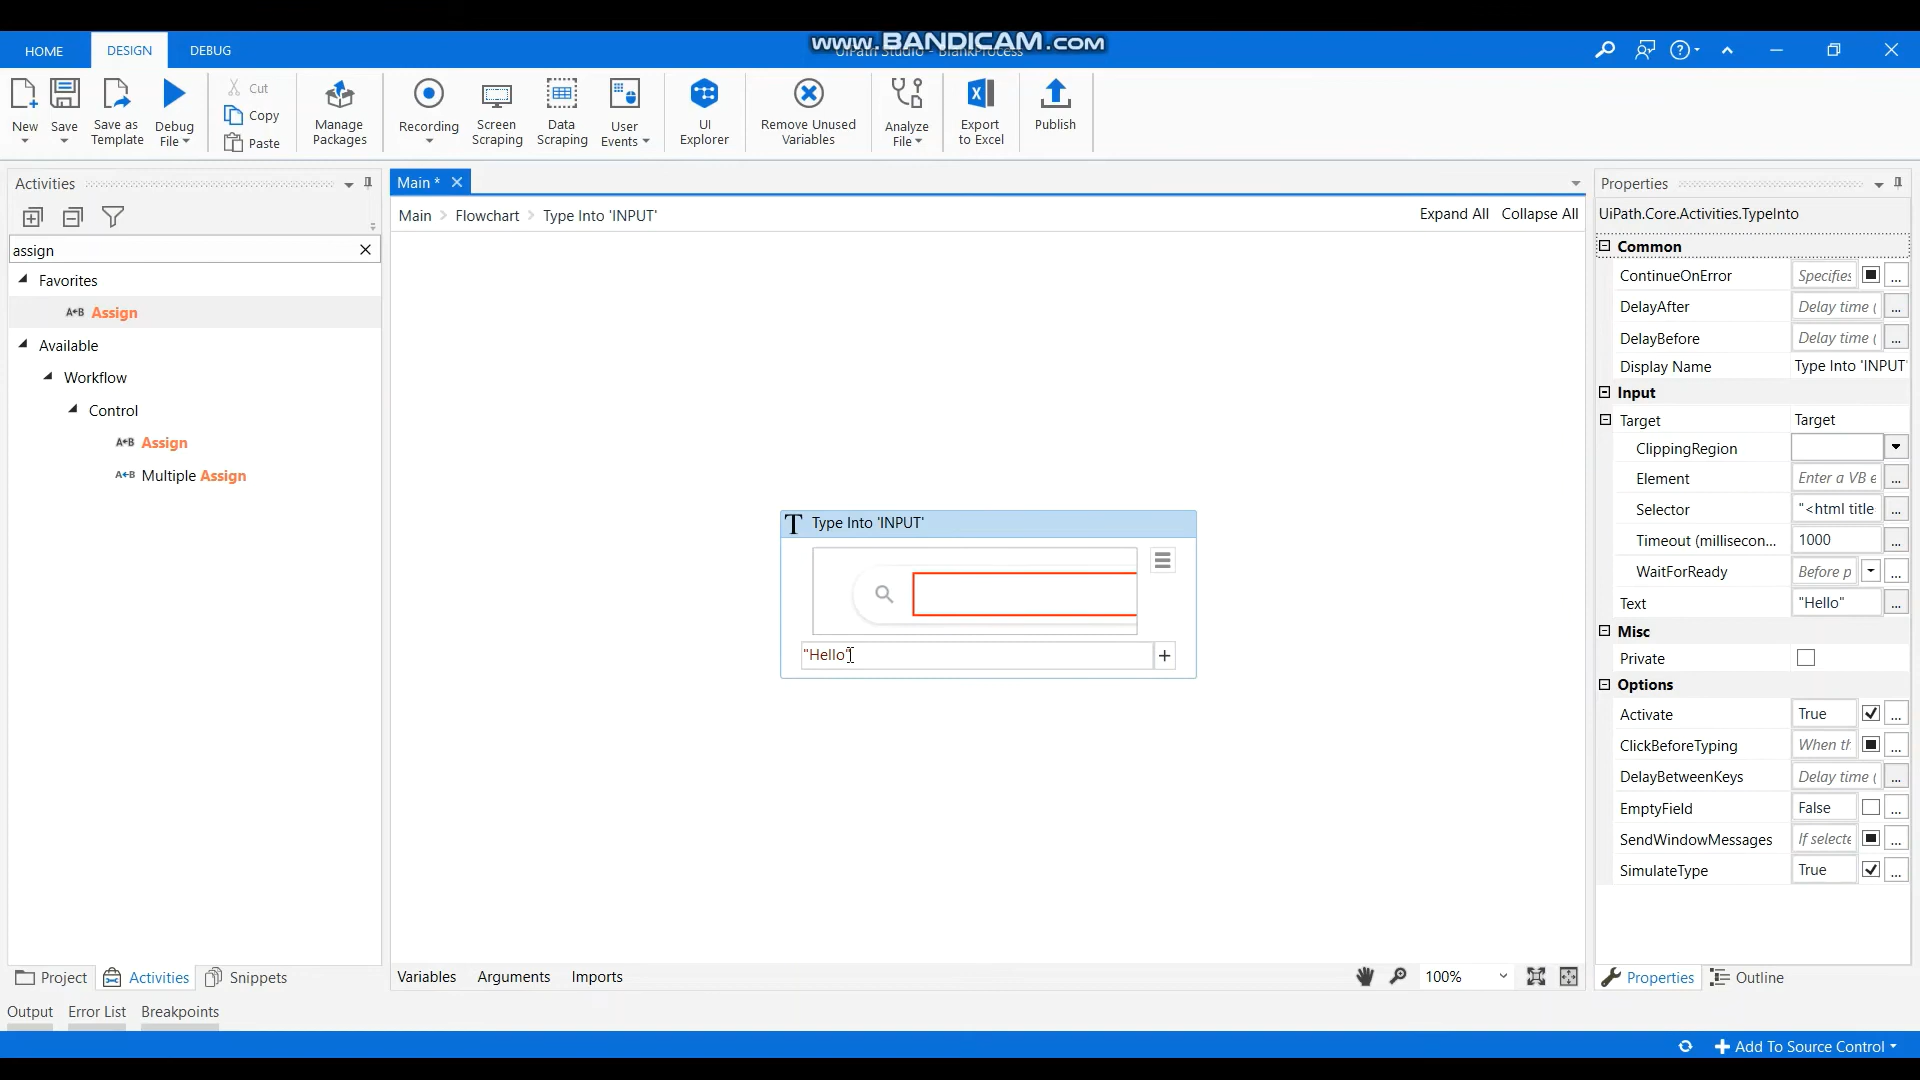 www.BANDICAM.com
HOME DESIGN DEBUG
New
Save
Save as Template
Debug File
Cut
Copy
Paste
Manage Packages
Recording
Screen Scraping
Data Scraping
User Events
UI Explorer
Remove Unused Variables
Analyze File
Export to Excel
Publish
Activities
assign
Favorites
Assign
Available
Workflow
Control
Assign
Multiple Assign
Project Activities Snippets
Main *
Main Flowchart Type Into 'INPUT'
Expand All Collapse All
Type Into 'INPUT'
"Hello"
Variables Arguments Imports
100%
Properties
UiPath.Core.Activities.TypeInto
Common
ContinueOnError Specifies
DelayAfter Delay time (
DelayBefore Delay time (
Display Name Type Into 'INPUT'
Input
Target Target
ClippingRegion
Element Enter a VB e
Selector "<html title
Timeout (millisecon... 1000
WaitForReady Before p
Text "Hello"
Misc
Private
Options
Activate True
ClickBeforeTyping When th
DelayBetweenKeys Delay time (
EmptyField False
SendWindowMessages If selecte
SimulateType True
Properties Outline
Output Error List Breakpoints
Add To Source Control